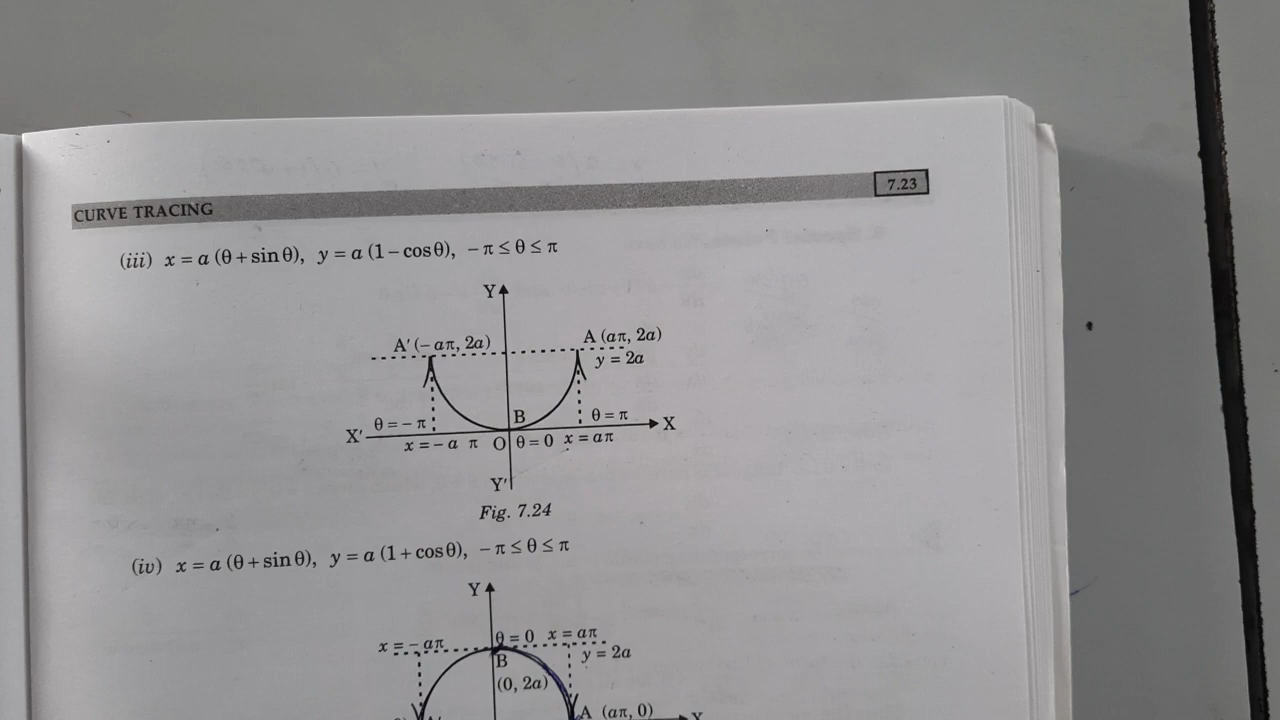 CURVE TRACING 7.23
(iii) x = a (θ + sin θ), y = a (1 – cos θ), – π ≤ θ ≤ π
Y
A′ (– aπ, 2a) A (aπ, 2a)
y = 2a
θ = – π B θ = π
X′ X
x = – a π O θ = 0 x = aπ
Y′
Fig. 7.24
(iv) x = a (θ + sin θ), y = a (1 + cos θ), – π ≤ θ ≤ π
Y
x = – aπ θ = 0 x = aπ
B y = 2a
(0, 2a)
A (aπ, 0)